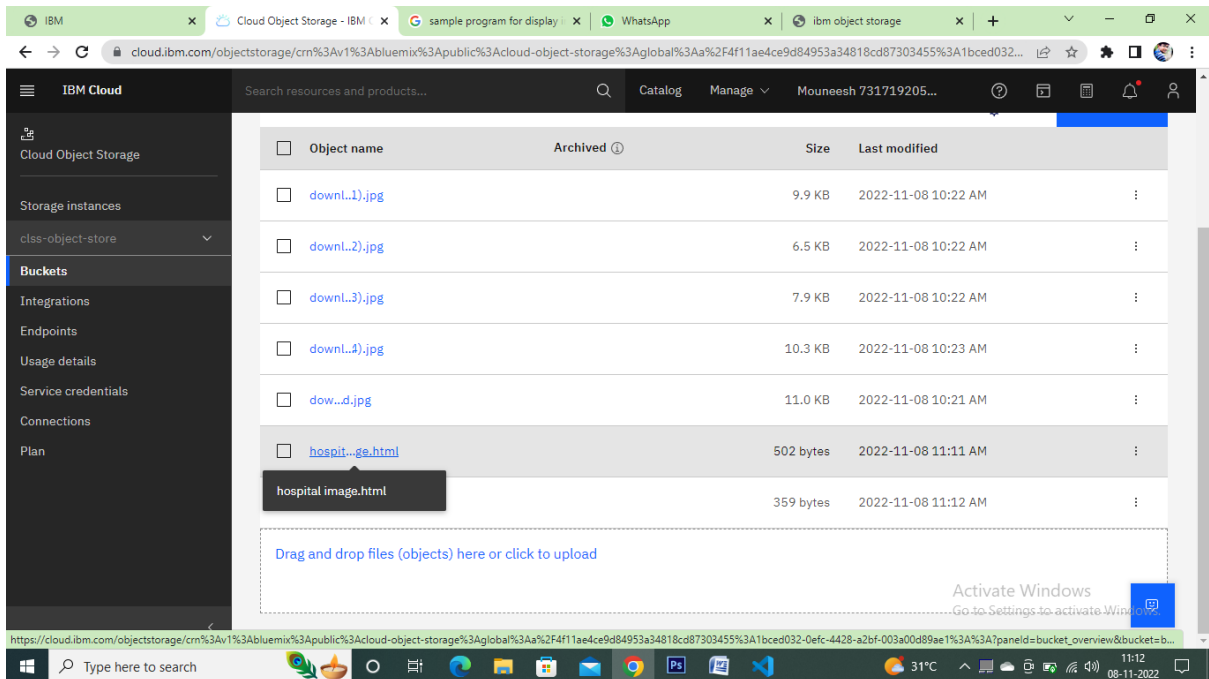 IBM
Cloud Object Storage - IBM C
sample program for display i
WhatsApp
ibm object storage
cloud.ibm.com/objectstorage/crn%3Av1%3Abluemix%3Apublic%3Acloud-object-storage%3Aglobal%3Aa%2F4f11ae4ce9d84953a34818cd87303455%3A1bced032...
IBM Cloud
Search resources and products...
Catalog
Manage
Mouneesh 731719205...
Cloud Object Storage
Storage instances
clss-object-store
Buckets
Integrations
Endpoints
Usage details
Service credentials
Connections
Plan
Object name Archived Size Last modified
downl..1).jpg 9.9 KB 2022-11-08 10:22 AM
downl..2).jpg 6.5 KB 2022-11-08 10:22 AM
downl..3).jpg 7.9 KB 2022-11-08 10:22 AM
downl..4).jpg 10.3 KB 2022-11-08 10:23 AM
dow...d.jpg 11.0 KB 2022-11-08 10:21 AM
hospit...ge.html 502 bytes 2022-11-08 11:11 AM
hospital image.html
359 bytes 2022-11-08 11:12 AM
Drag and drop files (objects) here or click to upload
Activate Windows
Go to Settings to activate Windows.
https://cloud.ibm.com/objectstorage/crn%3Av1%3Abluemix%3Apublic%3Acloud-object-storage%3Aglobal%3Aa%2F4f11ae4ce9d84953a34818cd87303455%3A1bced032-0efc-4428-a2bf-003a00d89ae1%3A%3A?paneId=bucket_overview&bucket=b...
Type here to search
Ps
31°C
11:12
08-11-2022